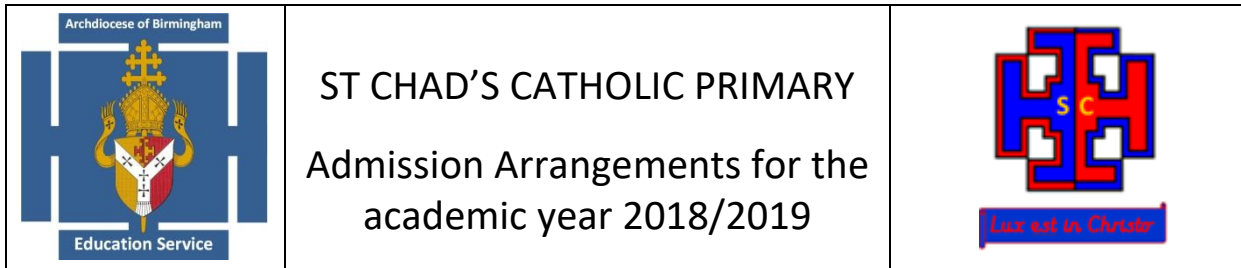 Archdiocese of Birmingham
Education Service
ST CHAD'S CATHOLIC PRIMARY
Admission Arrangements for the
academic year 2018/2019
S C
Lux est in Christo